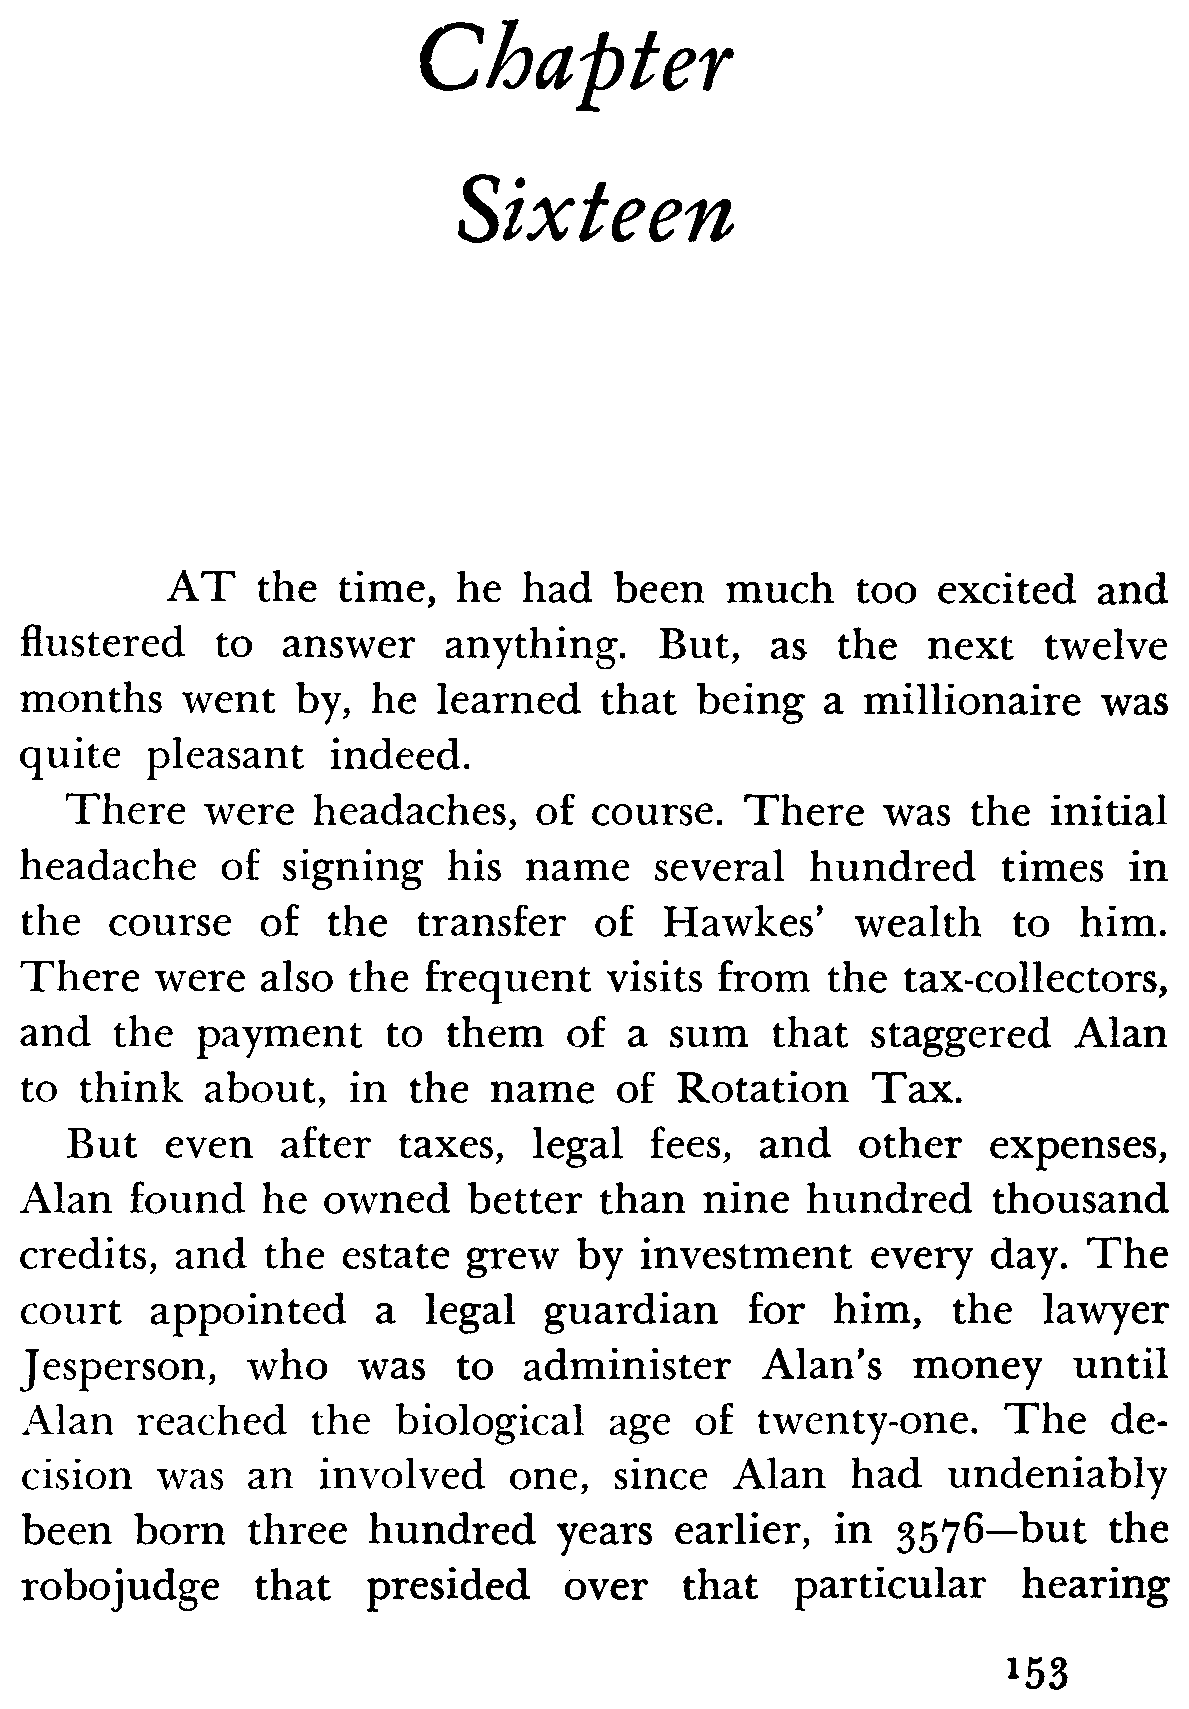 Chapter
Sixteen
AT the time, he had been much too excited and
flustered to answer anything. But, as the next twelve
months went by, he learned that being a millionaire was
quite pleasant indeed.
There were headaches, of course. There was the initial
headache of signing his name several hundred times in
the course of the transfer of Hawkes’ wealth to him.
There were also the frequent visits from the tax-collectors,
and the payment to them of a sum that staggered Alan
to think about, in the name of Rotation Tax.
But even after taxes, legal fees, and other expenses,
Alan found he owned better than nine hundred thousand
credits, and the estate grew by investment every day. The
court appointed a legal guardian for him, the lawyer
Jesperson, who was to administer Alan’s money until
Alan reached the biological age of twenty-one. The de-
cision was an involved one, since Alan had undeniably
been born three hundred years earlier, in 3576—but the
robojudge that presided over that particular hearing
153